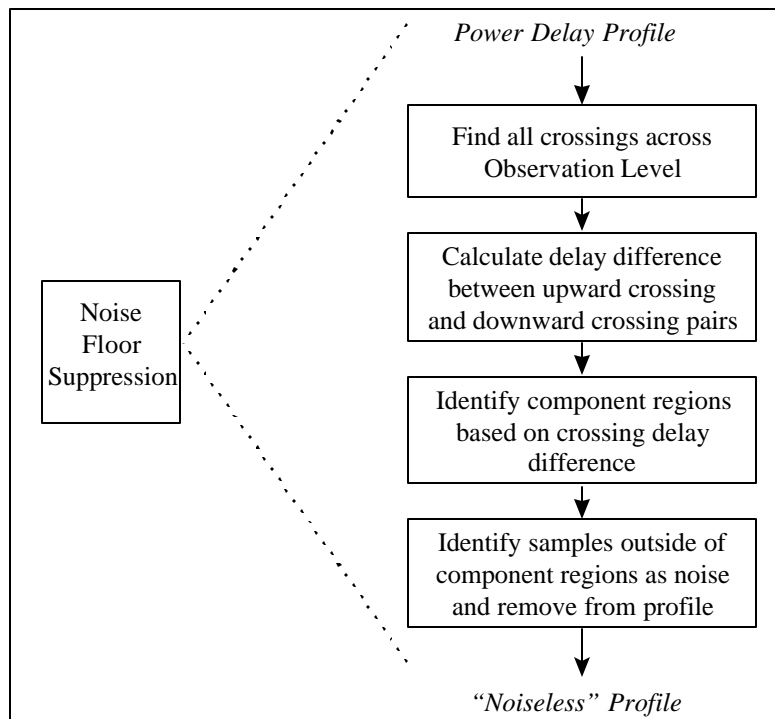 Power Delay Profile
Find all crossings across
Observation Level
Calculate delay difference
between upward crossing
and downward crossing pairs
Noise
Floor
Suppression
Identify component regions
based on crossing delay
difference
Identify samples outside of
component regions as noise
and remove from profile
“Noiseless” Profile